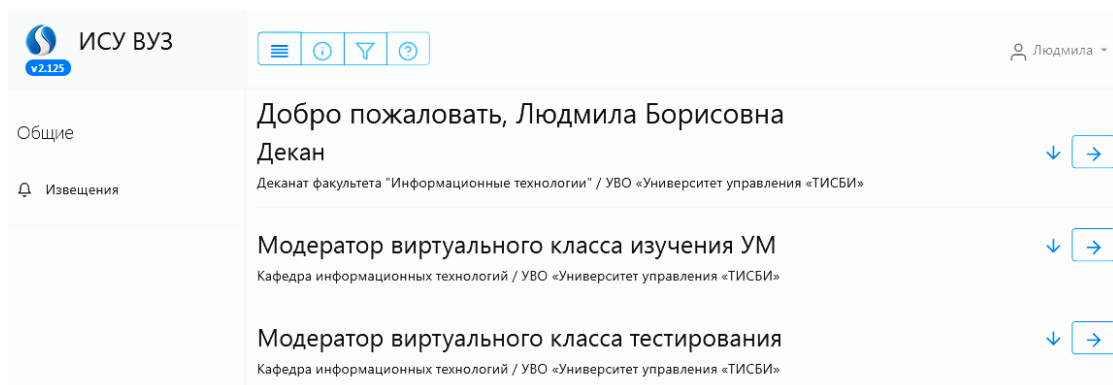 ИСУ ВУЗ
v2.125
Людмила
Общие
Извещения
Добро пожаловать, Людмила Борисовна
Декан
Деканат факультета "Информационные технологии" / УВО «Университет управления «ТИСБИ»
Модератор виртуального класса изучения УМ
Кафедра информационных технологий / УВО «Университет управления «ТИСБИ»
Модератор виртуального класса тестирования
Кафедра информационных технологий / УВО «Университет управления «ТИСБИ»